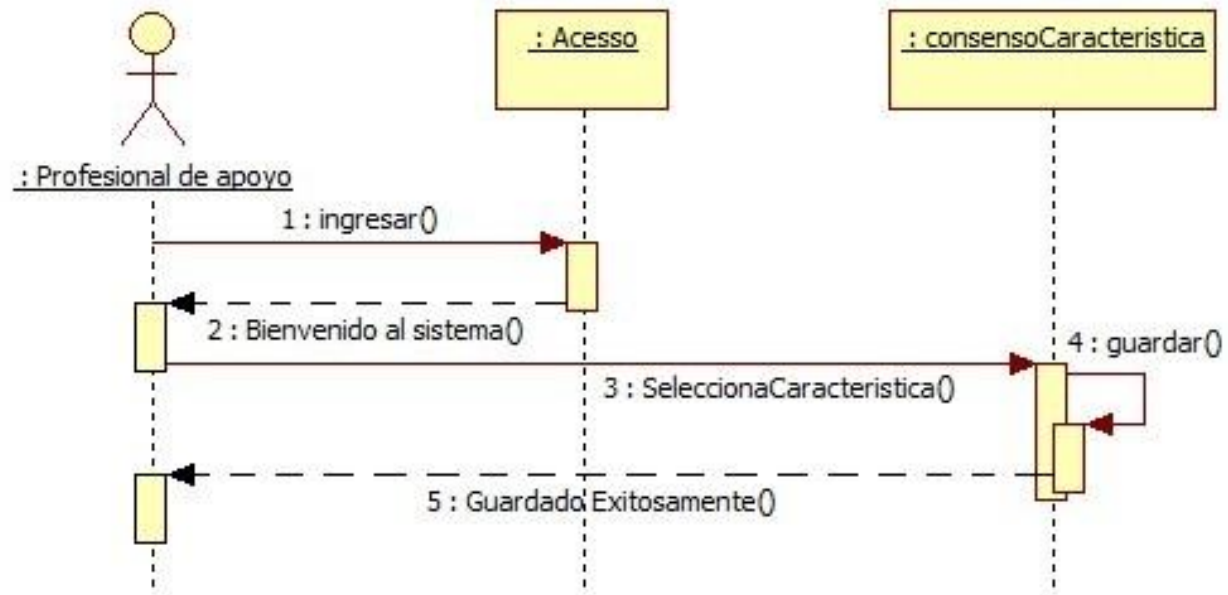 : Acesso
: consensoCaracteristica
: Profesional de apoyo
1 : ingresar()
2 : Bienvenido al sistema()
4 : guardar()
3 : SeleccionaCaracteristica()
5 : Guardado Exitosamente()